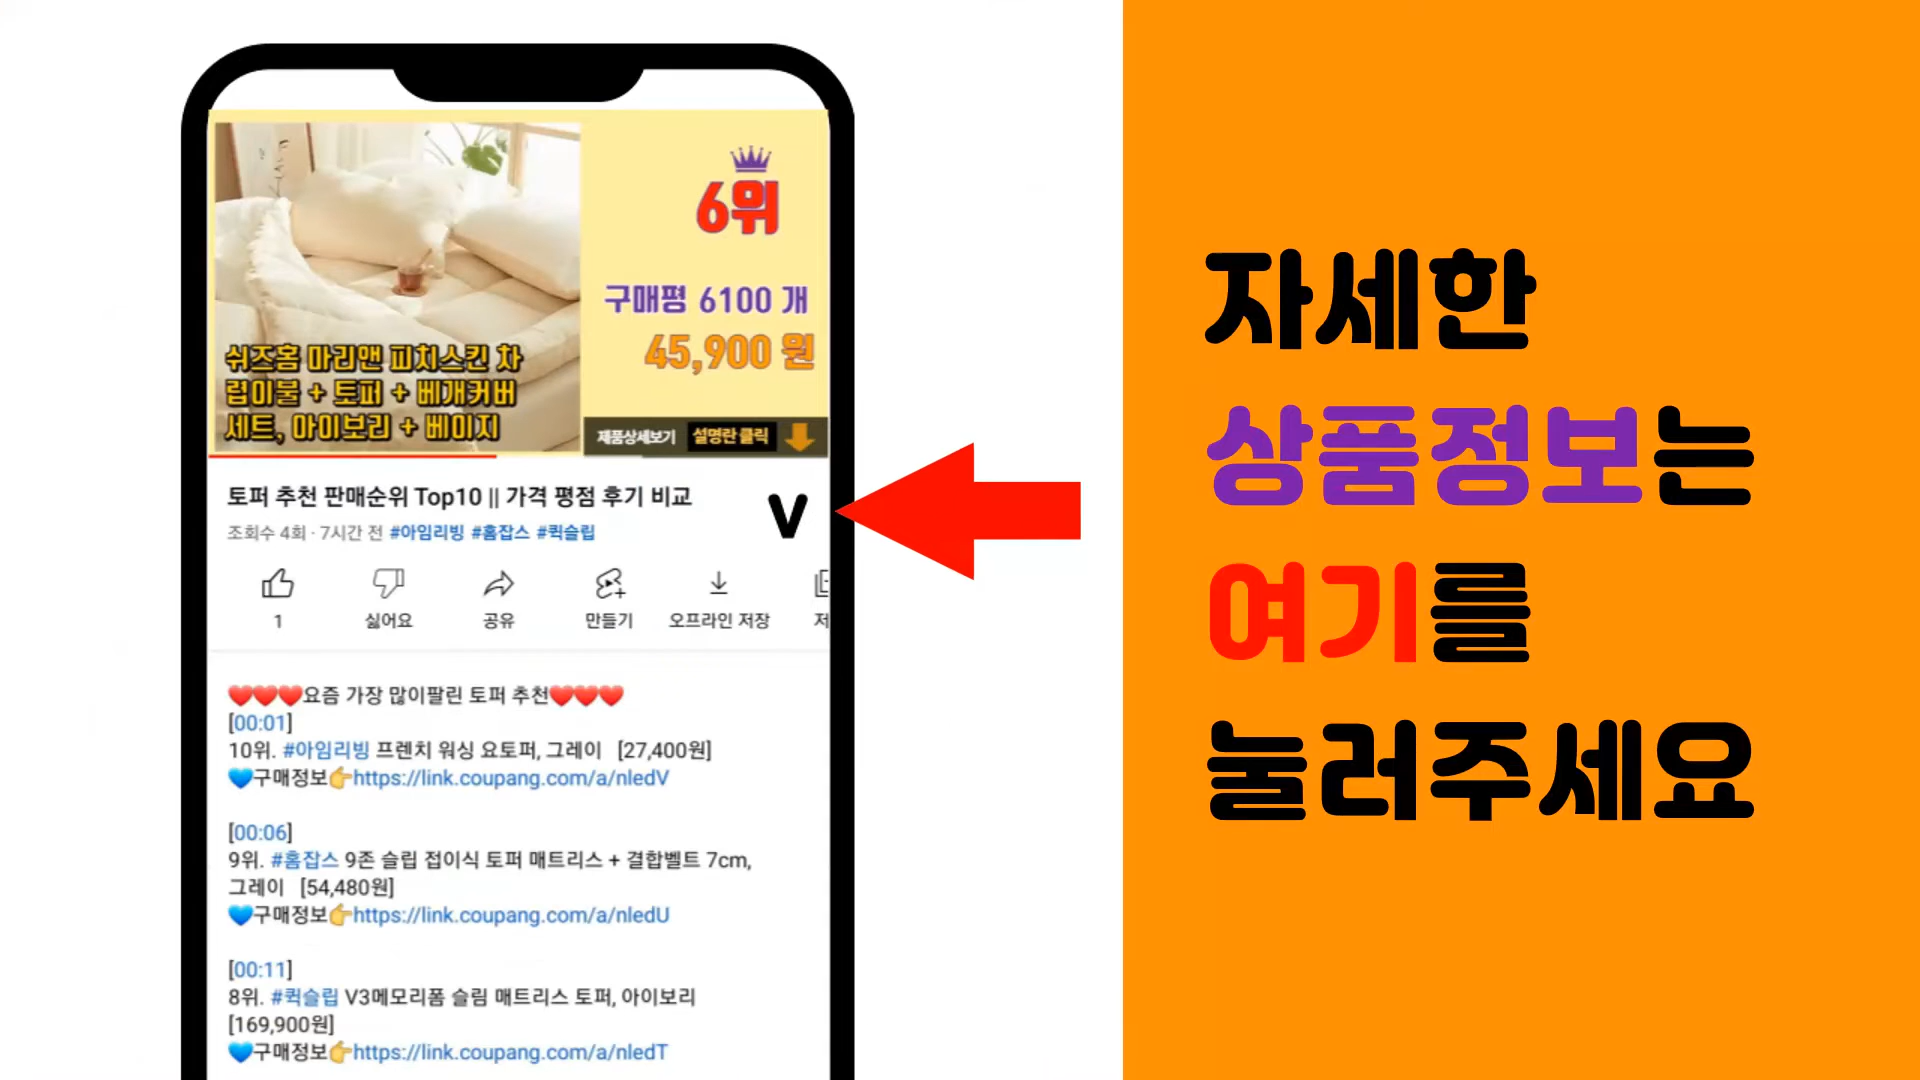 6위
구매평 6100 개
45,900 원
쉬즈홈 마리앤 피치스킨 차
렵이불 + 토퍼 + 베개커버
세트, 아이보리 + 베이지
제품상세보기 설명란 클릭
토퍼 추천 판매순위 Top10 || 가격 평점 후기 비교
V
조회수 4회 · 7시간 전 #아임리빙 #홈잡스 #퀵슬립
1 싫어요 공유 만들기 오프라인 저장 저
❤️❤️❤️요즘 가장 많이팔린 토퍼 추천❤️❤️❤️
[00:01]
10위. #아임리빙 프렌치 워싱 요토퍼, 그레이 [27,400원]
💙구매정보👉https://link.coupang.com/a/nledV
[00:06]
9위. #홈잡스 9존 슬립 접이식 토퍼 매트리스 + 결합벨트 7cm,
그레이 [54,480원]
💙구매정보👉https://link.coupang.com/a/nledU
[00:11]
8위. #퀵슬립 V3메모리폼 슬림 매트리스 토퍼, 아이보리
[169,900원]
💙구매정보👉https://link.coupang.com/a/nledT
자세한
상품정보는
여기를
눌러주세요